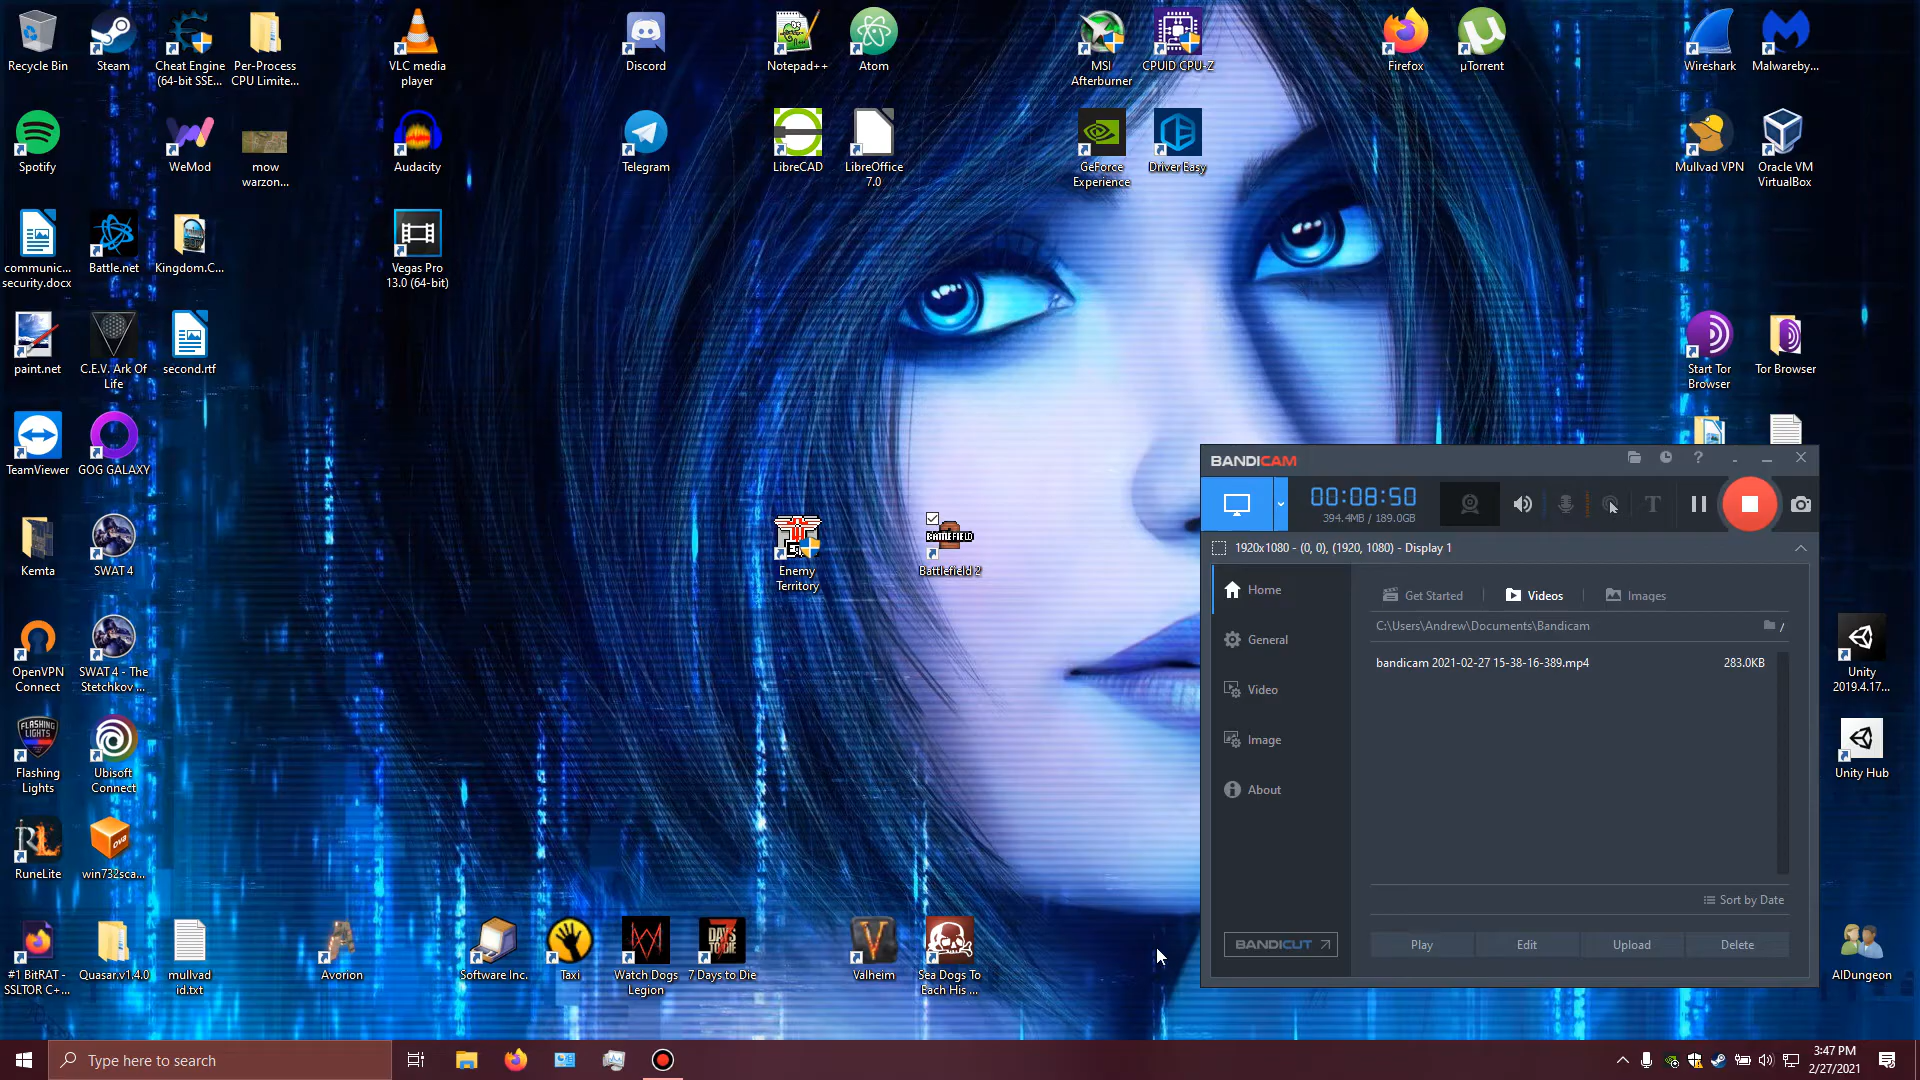 Recycle Bin
Steam
Cheat Engine
(64-bit SSE...
Per-Process
CPU Limite...
VLC media
player
Discord
Notepad++
Atom
MSI
Afterburner
CPUID CPU-Z
Firefox
µTorrent
Wireshark
Malwareby...
Spotify
WeMod
mow
warzon...
Audacity
Telegram
LibreCAD
LibreOffice
7.0
GeForce
Experience
Driver Easy
Mullvad VPN
Oracle VM
VirtualBox
communic...
security.docx
Battle.net
Kingdom.C...
Vegas Pro
13.0 (64-bit)
paint.net
C.E.V. Ark Of
Life
second.rtf
Start Tor
Browser
Tor Browser
TeamViewer
GOG GALAXY
Kemta
SWAT 4
Enemy
Territory
BATTLEFIELD
Battlefield 2
OpenVPN
Connect
SWAT 4 - The
Stetchkov ...
Unity
2019.4.17...
FLASHING
LIGHTS
Flashing
Lights
Ubisoft
Connect
Unity Hub
RuneLite
OVA
win732sca...
#1 BitRAT -
SSLTOR C+...
Quasar.v1.4.0
mullvad
id.txt
Avorion
Software Inc.
Taxi
Watch Dogs
Legion
7
DAYS
TO DIE
7 Days to Die
Valheim
Sea Dogs To
Each His ...
AIDungeon
BANDICAM
00:08:50
394.4MB / 189.0GB
1920x1080 - (0, 0), (1920, 1080) - Display 1
Home
General
Video
Image
About
BANDICUT
Get Started
Videos
Images
C:\Users\Andrew\Documents\Bandicam
bandicam 2021-02-27 15-38-16-389.mp4
283.0KB
Sort by Date
Play
Edit
Upload
Delete
Type here to search
3:47 PM
2/27/2021